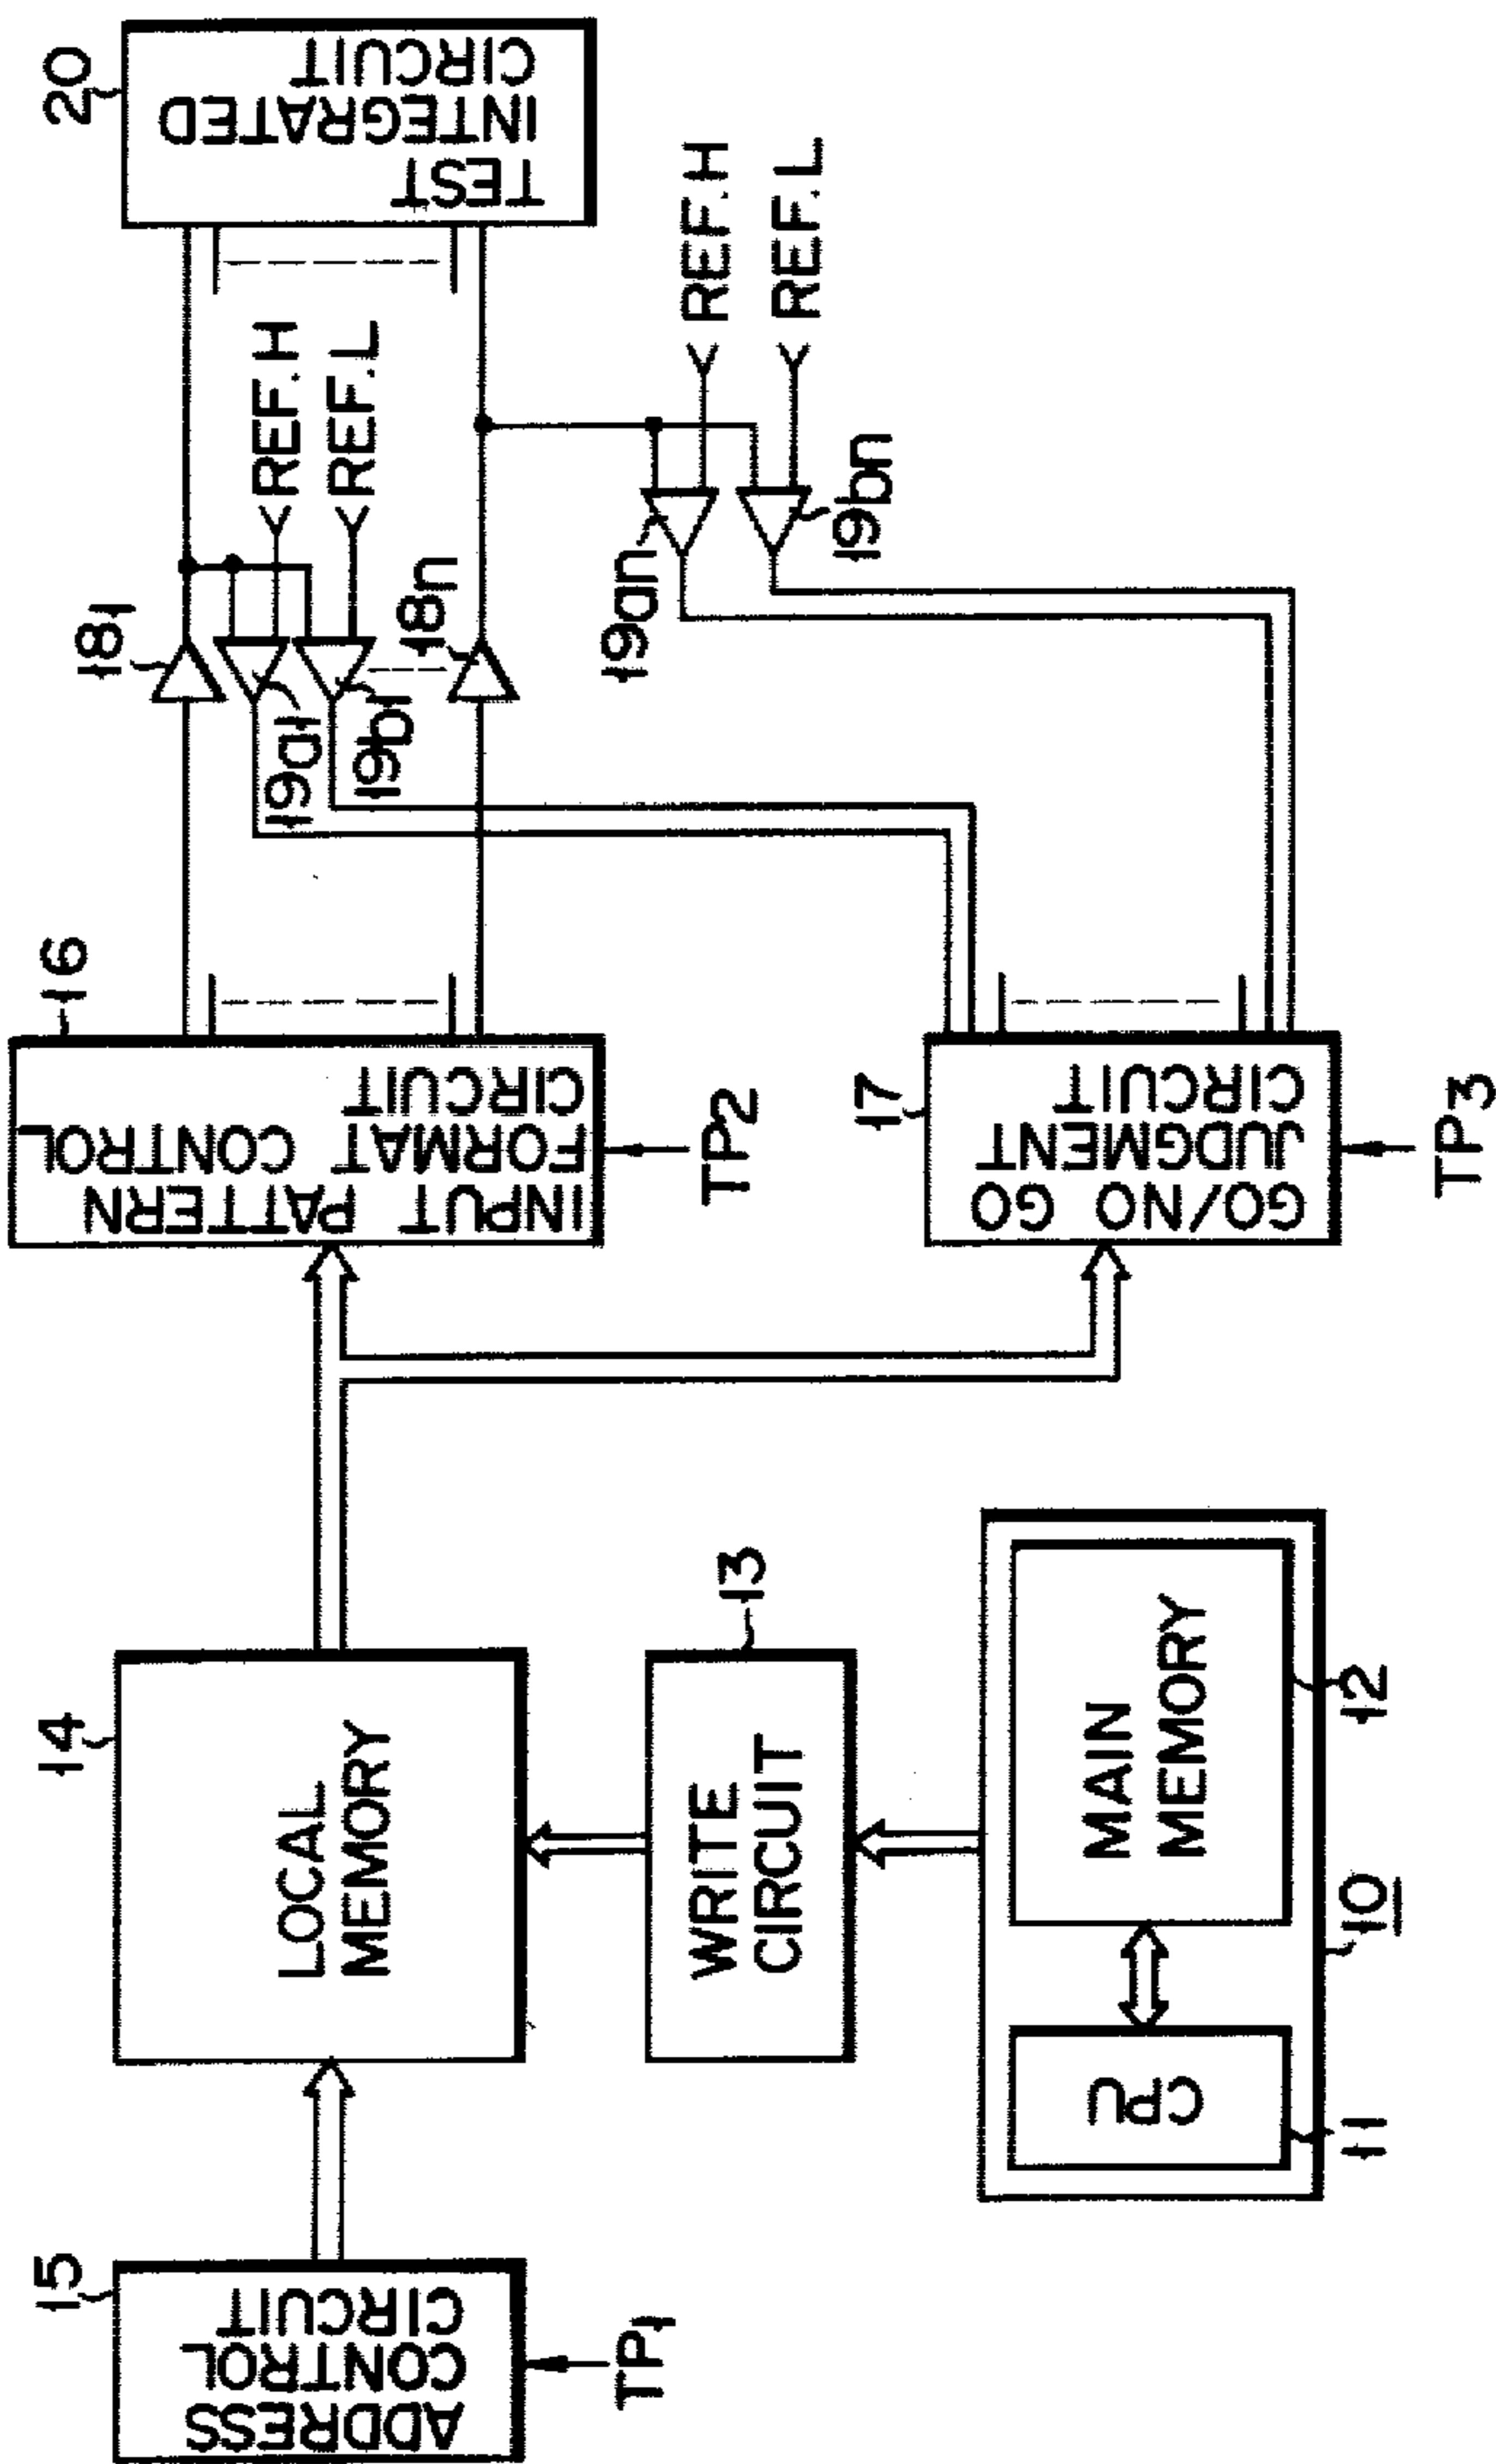 15
ADDRESS
CONTROL
CIRCUIT
TP1
14
LOCAL
MEMORY
13
WRITE
CIRCUIT
CPU
11
MAIN
MEMORY
12
10
16
INPUT PATTERN
FORMAT CONTROL
CIRCUIT
TP2
17
GO/NO GO
JUDGMENT
CIRCUIT
TP3
181
19a1
19b1
18n
REF.H
REF.L
19an
19bn
REF.H
REF.L
20
TEST
INTEGRATED
CIRCUIT